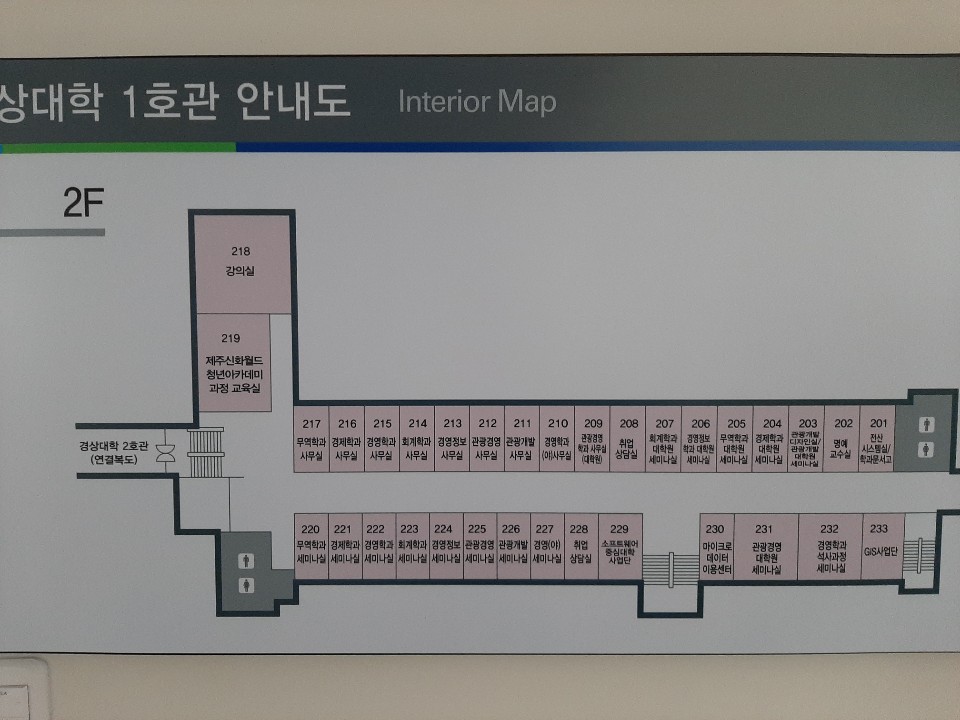 상대학 1호관 안내도 Interior Map
2F
218
강의실
219
제주신화월드
청년아카데미
과정 교육실
경상대학 2호관
(연결복도)
217
무역학과
사무실
216
경제학과
사무실
215
경영학과
사무실
214
회계학과
사무실
213
경영정보
사무실
212
관광경영
사무실
211
관광개발
사무실
210
경영학과
(야)사무실
209
관광경영
학과 사무실
(대학원)
208
취업
상담실
207
회계학과
대학원
세미나실
206
경영정보
학과 대학원
세미나실
205
무역학과
대학원
세미나실
204
경제학과
대학원
세미나실
203
관광개발
디자인실/
관광개발
대학원
세미나실
202
명예
교수실
201
전산
시스템실/
학과문서고
220
무역학과
세미나실
221
경제학과
세미나실
222
경영학과
세미나실
223
회계학과
세미나실
224
경영정보
세미나실
225
관광경영
세미나실
226
관광개발
세미나실
227
경영(야)
세미나실
228
취업
상담실
229
소프트웨어
중심대학
사업단
230
마이크로
데이터
이용센터
231
관광경영
대학원
세미나실
232
경영학과
석사과정
세미나실
233
GIS사업단